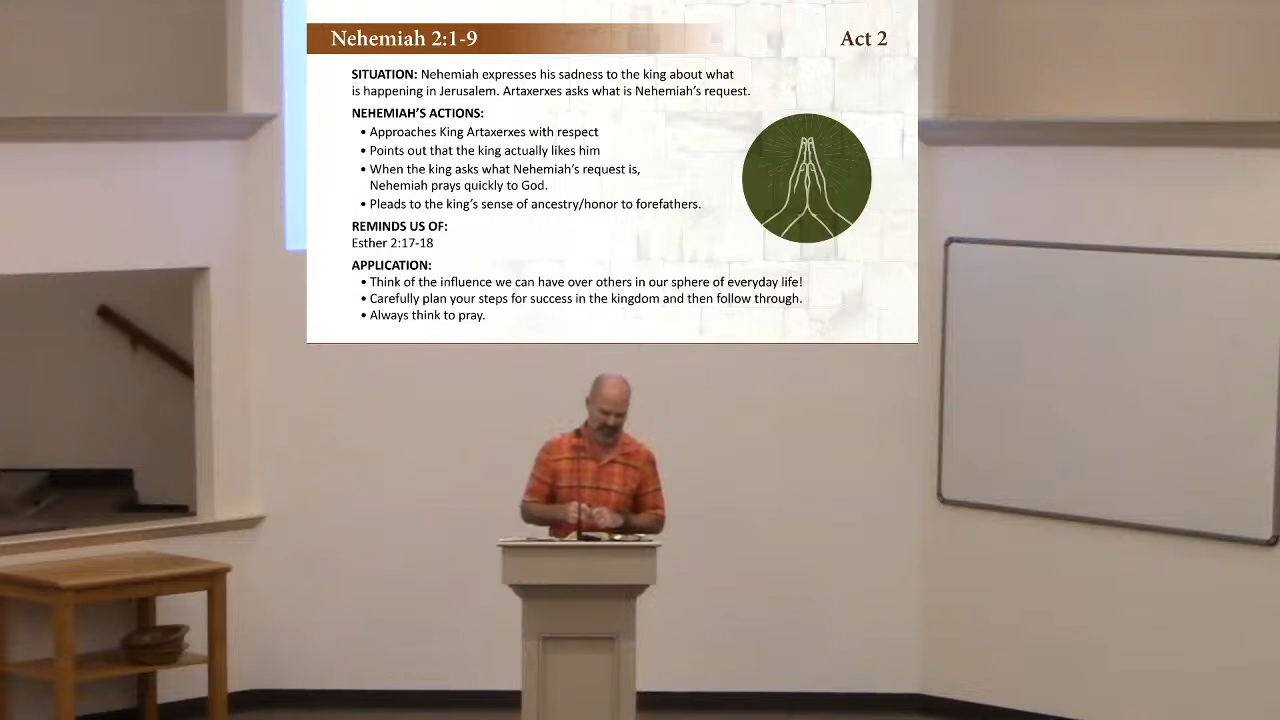 Nehemiah 2:1-9
Act 2
SITUATION: Nehemiah expresses his sadness to the king about what
is happening in Jerusalem. Artaxerxes asks what is Nehemiah's request.
NEHEMIAH'S ACTIONS:
• Approaches King Artaxerxes with respect
• Points out that the king actually likes him
• When the king asks what Nehemiah's request is,
Nehemiah prays quickly to God.
• Pleads to the king's sense of ancestry/honor to forefathers.
REMINDS US OF:
Esther 2:17-18
APPLICATION:
• Think of the influence we can have over others in our sphere of everyday life!
• Carefully plan your steps for success in the kingdom and then follow through.
• Always think to pray.